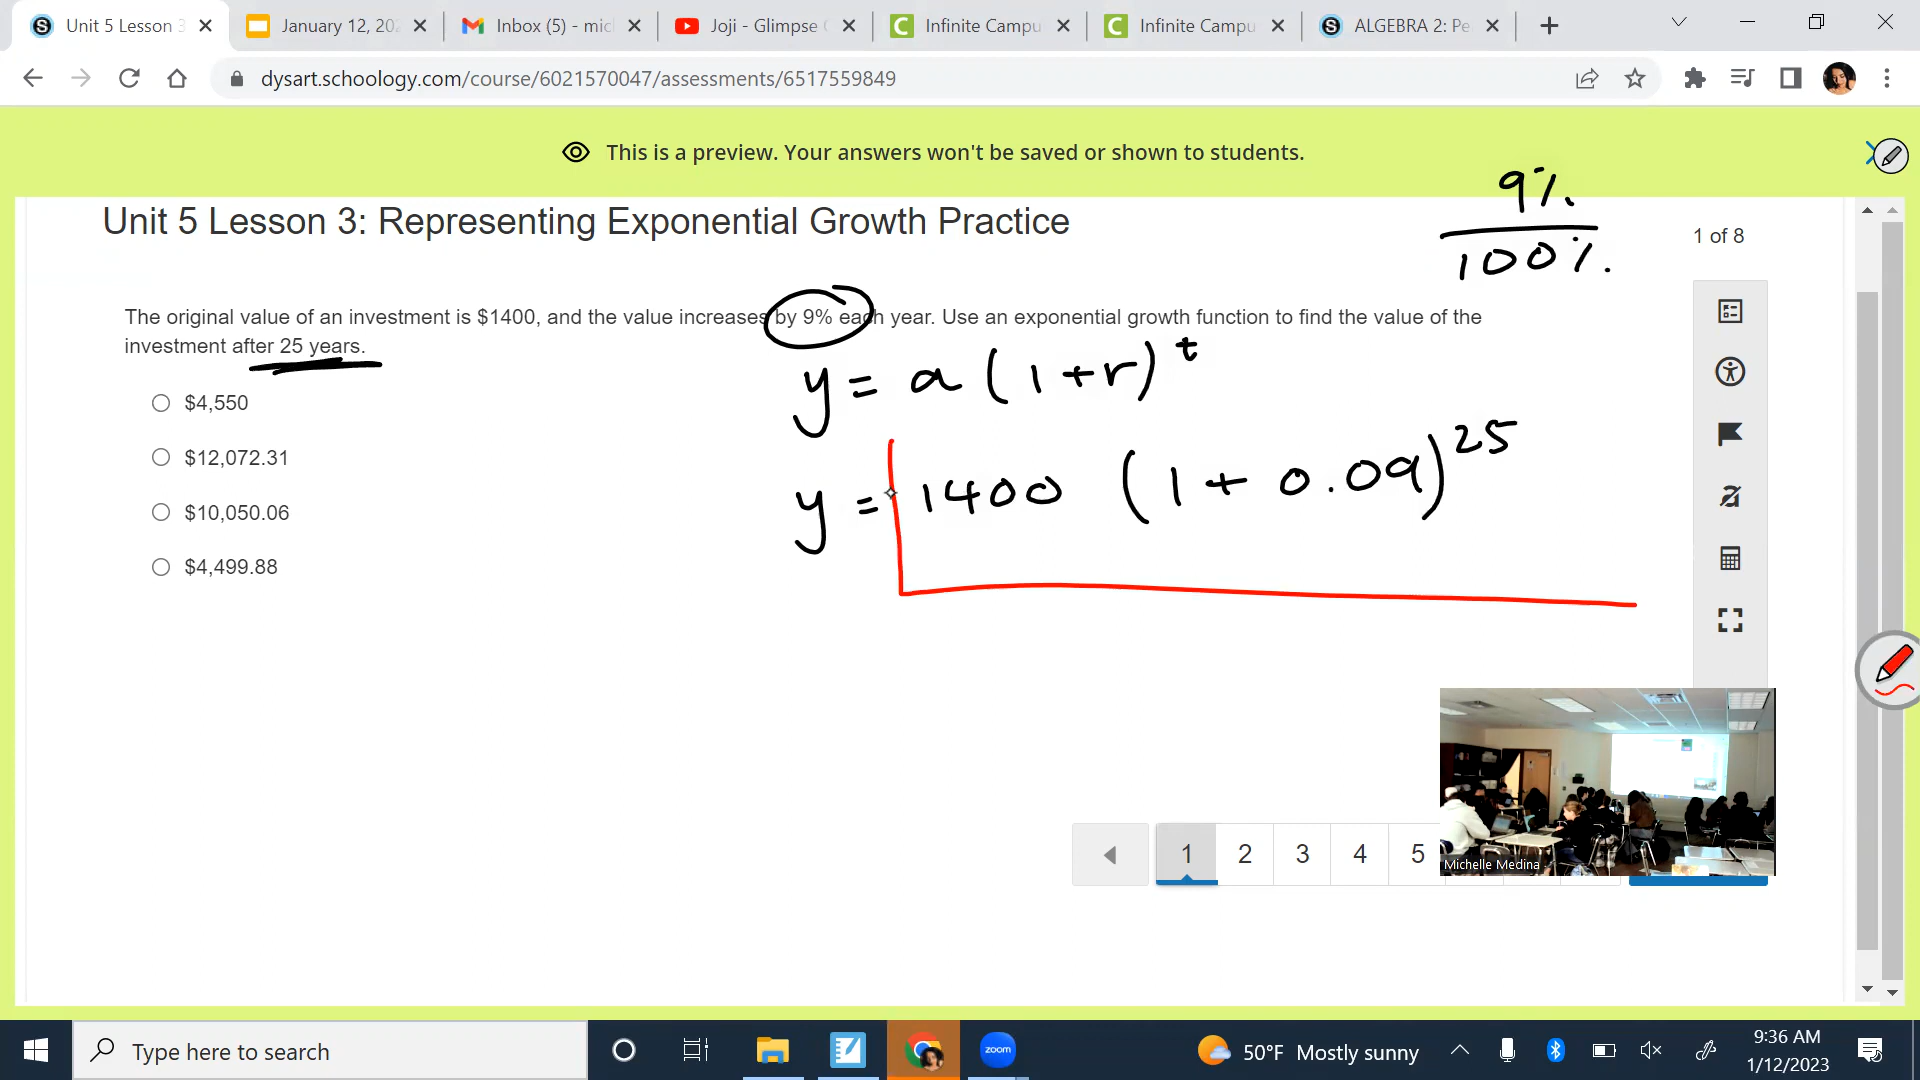 Unit 5 Lesson 3
January 12, 202
Inbox (5) - mic
Joji - Glimpse
Infinite Campu
Infinite Campu
ALGEBRA 2: Pe
dysart.schoology.com/course/6021570047/assessments/6517559849
This is a preview. Your answers won't be saved or shown to students.
9%
100%
Unit 5 Lesson 3: Representing Exponential Growth Practice
1 of 8
The original value of an investment is $1400, and the value increases by 9% each year. Use an exponential growth function to find the value of the
investment after 25 years.
y = a (1+r)^t
$4,550
$12,072.31
y = 1400 (1 + 0.09)^25
$10,050.06
$4,499.88
1 2 3 4 5
Michelle Medina
Type here to search
zoom
50°F Mostly sunny
9:36 AM
1/12/2023